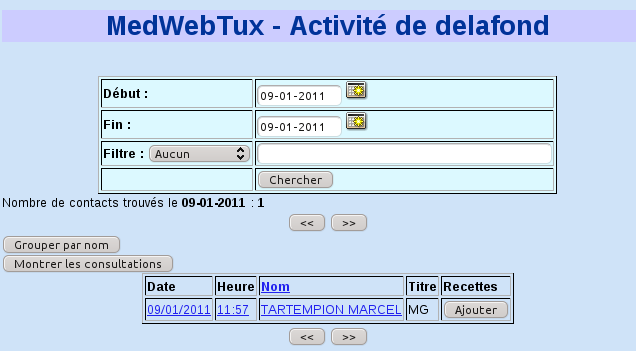 MedWebTux - Activité de delafond
Début : 09-01-2011
Fin : 09-01-2011
Filtre : Aucun
Chercher
Nombre de contacts trouvés le 09-01-2011 : 1
<< >>
Grouper par nom
Montrer les consultations
Date Heure Nom Titre Recettes
09/01/2011 11:57 TARTEMPION MARCEL MG Ajouter
<< >>